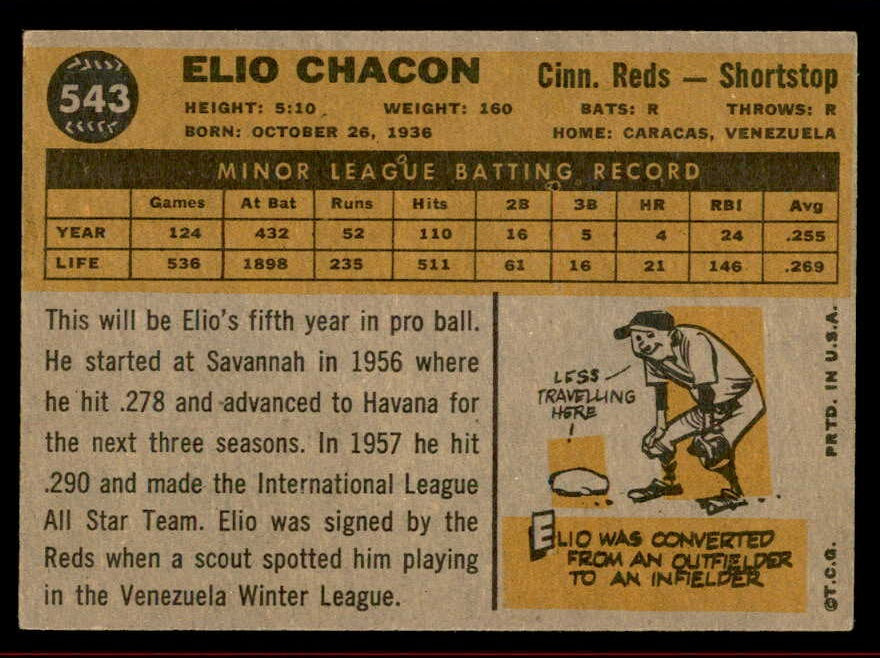 543
ELIO CHACON
Cinn. Reds — Shortstop
HEIGHT: 5:10 WEIGHT: 160 BATS: R THROWS: R
BORN: OCTOBER 26, 1936 HOME: CARACAS, VENEZUELA
MINOR LEAGUE BATTING RECORD
Games At Bat Runs Hits 2B 3B HR RBI Avg
YEAR 124 432 52 110 16 5 4 24 .255
LIFE 536 1898 235 511 61 16 21 146 .269
This will be Elio's fifth year in pro ball.
He started at Savannah in 1956 where
he hit .278 and advanced to Havana for
the next three seasons. In 1957 he hit
.290 and made the International League
All Star Team. Elio was signed by the
Reds when a scout spotted him playing
in the Venezuela Winter League.
LESS
TRAVELLING
HERE
!
ELIO WAS CONVERTED
FROM AN OUTFIELDER
TO AN INFIELDER
©T.C.G. PRTD. IN U.S.A.